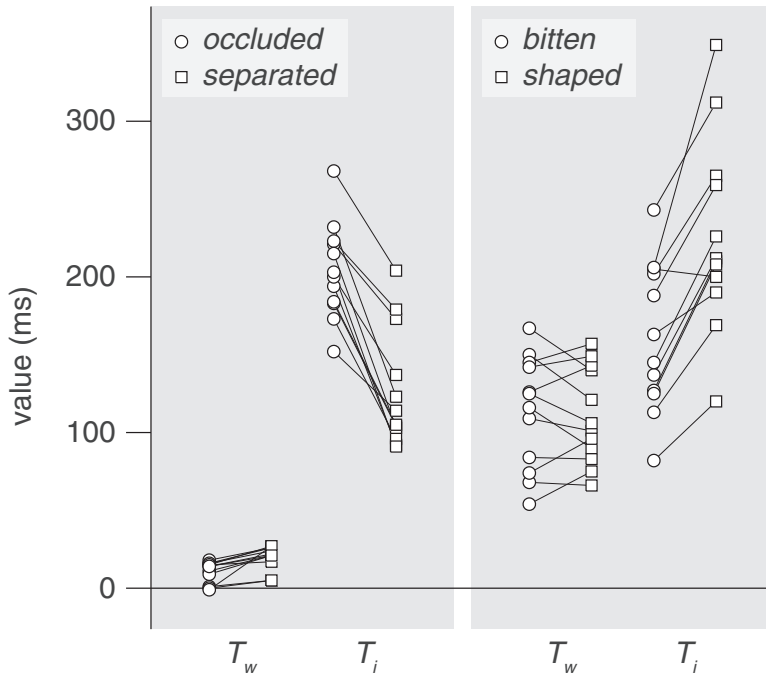 occluded
separated
bitten
shaped
300
200
100
0
value (ms)
T_w
T_i
T_w
T_i